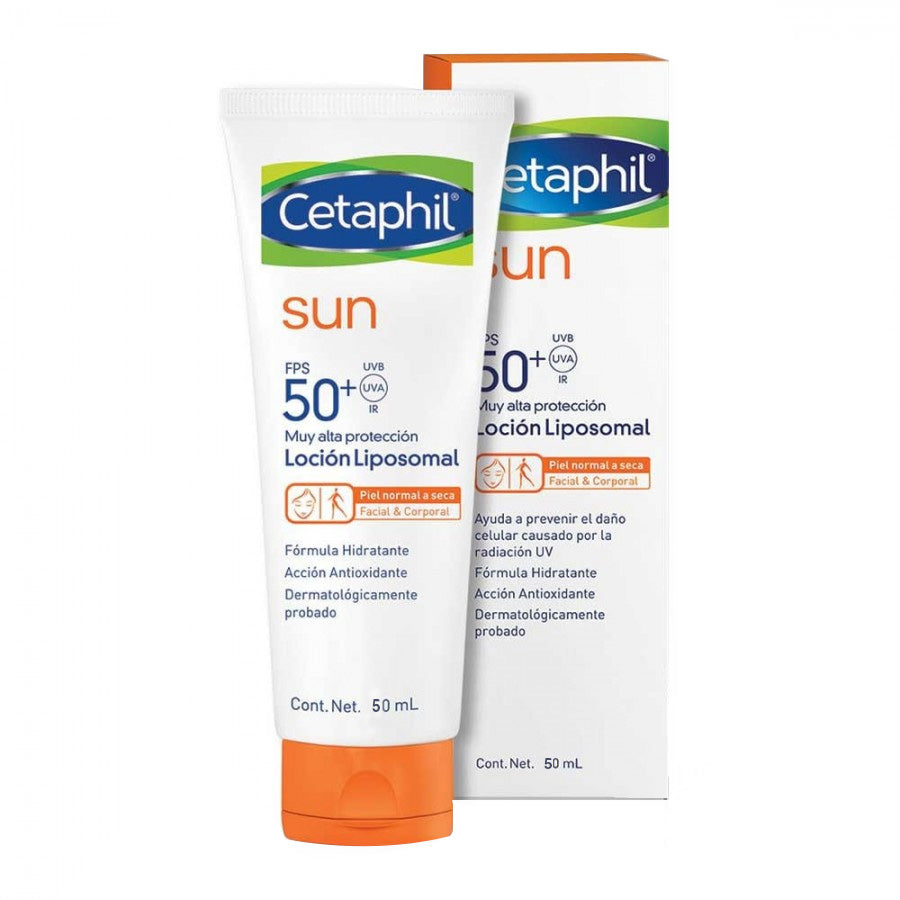 Cetaphil®
sun
FPS
50+
UVB
UVA
IR
Muy alta protección
Loción Liposomal
Piel normal a seca
Facial & Corporal
Fórmula Hidratante
Acción Antioxidante
Dermatológicamente
probado
Cont. Net. 50 mL
etaphil®
sun
PS
50+
UVB
UVA
IR
Muy alta protección
Loción Liposomal
Piel normal a seca
Facial & Corporal
Ayuda a prevenir el daño
celular causado por la
radiación UV
Fórmula Hidratante
Acción Antioxidante
Dermatológicamente
probado
Cont. Net. 50 mL